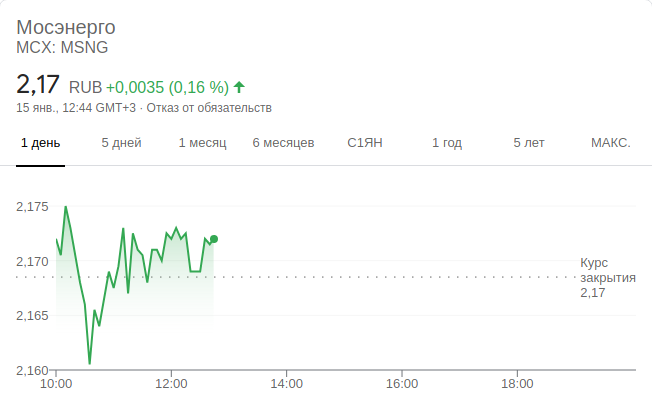 Мосэнерго
MCX: MSNG
2,17 RUB +0,0035 (0,16 %)
15 янв., 12:44 GMT+3 · Отказ от обязательств
1 день 5 дней 1 месяц 6 месяцев С1ЯН 1 год 5 лет МАКС.
2,175
2,170
Курс
закрытия
2,17
2,165
2,160
10:00 12:00 14:00 16:00 18:00